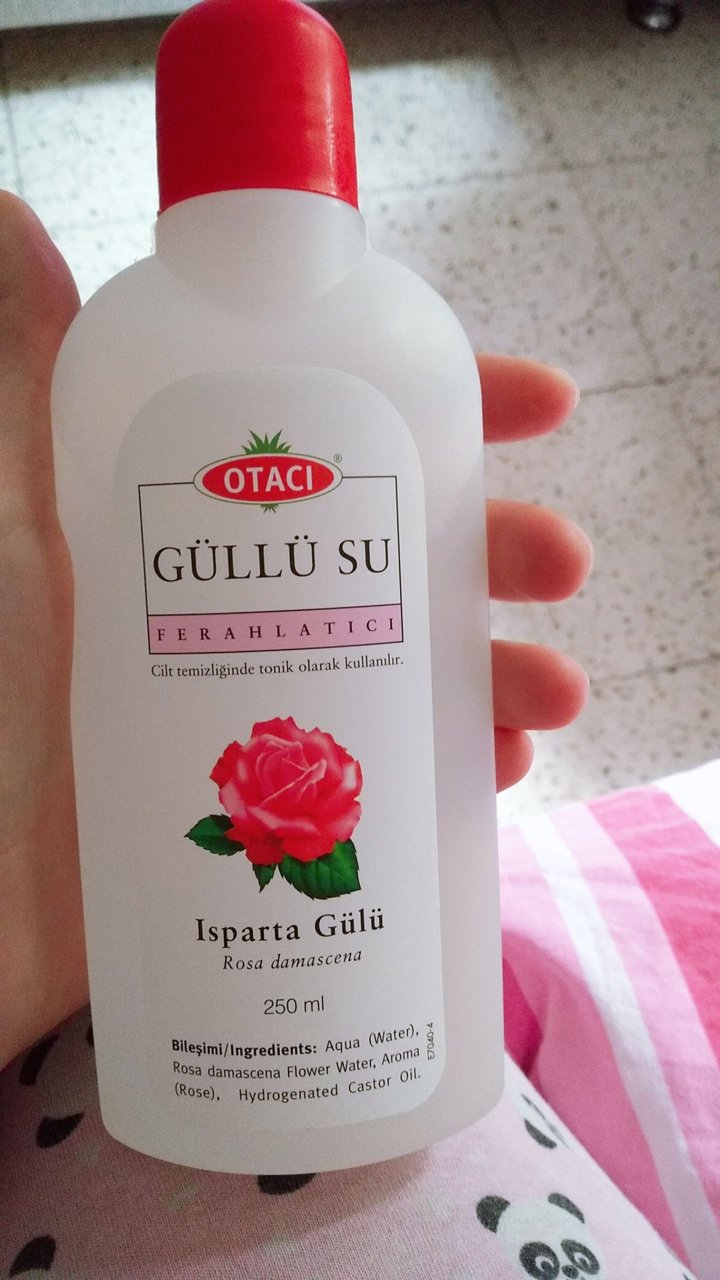 OTACI®
GÜLLÜ SU
FERAHLATICI
Cilt temizliğinde tonik olarak kullanılır.
Isparta Gülü
Rosa damascena
250 ml
Bileşimi/Ingredients: Aqua (Water),
Rosa damascena Flower Water, Aroma
(Rose), Hydrogenated Castor Oil.
E7040-4